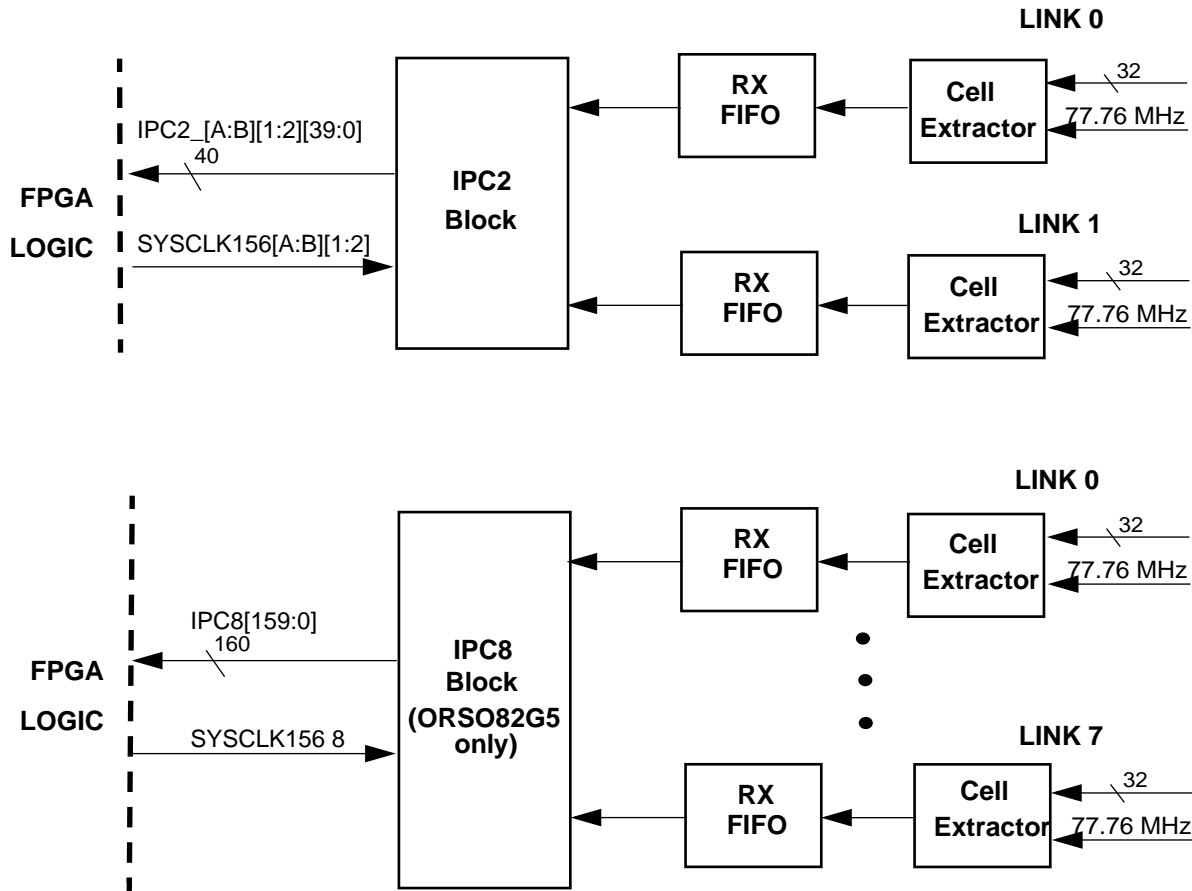 LINK 0
32
77.76 MHz
RX
FIFO
Cell
Extractor
IPC2_[A:B][1:2][39:0]
40
FPGA
LOGIC
IPC2
Block
SYSCLK156[A:B][1:2]
LINK 1
32
77.76 MHz
RX
FIFO
Cell
Extractor
LINK 0
32
77.76 MHz
RX
FIFO
Cell
Extractor
IPC8[159:0]
160
FPGA
LOGIC
IPC8
Block
(ORSO82G5
only)
SYSCLK156 8
LINK 7
32
77.76 MHz
RX
FIFO
Cell
Extractor